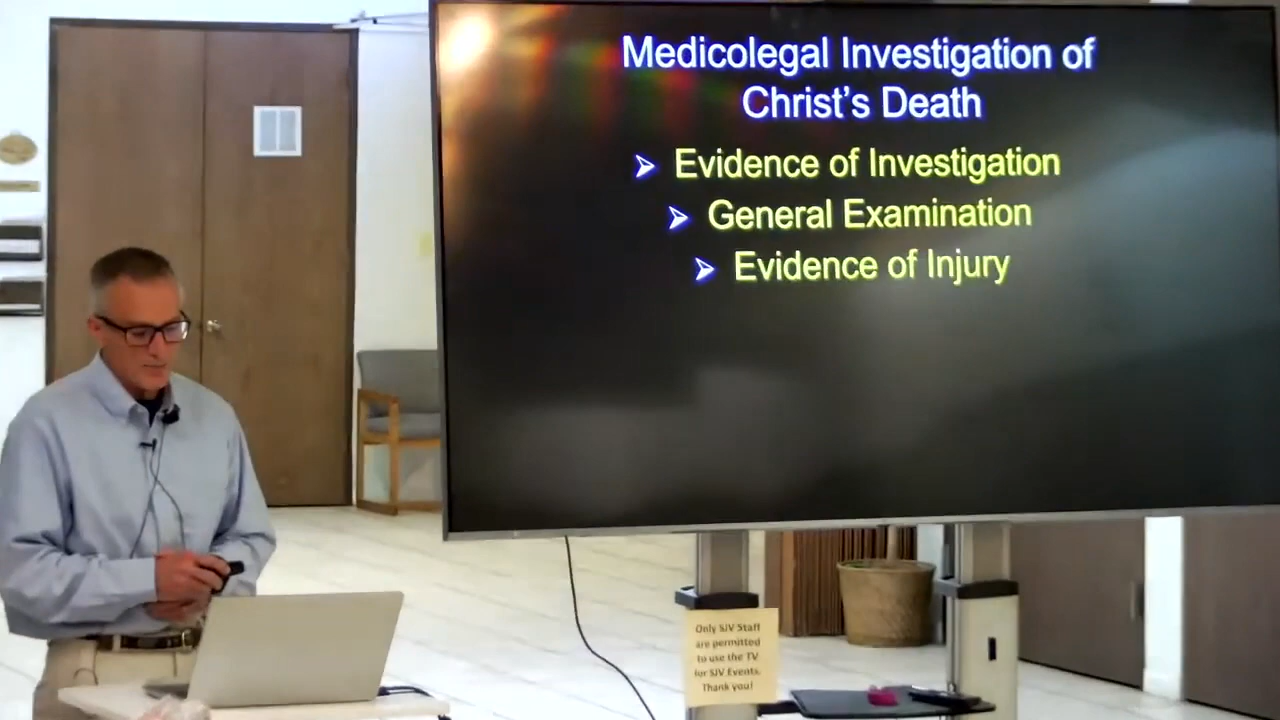 Medicolegal Investigation of
Christ's Death
Evidence of Investigation
General Examination
Evidence of Injury
Only SJV Staff
are permitted
to use the TV
for SJV Events.
Thank you!